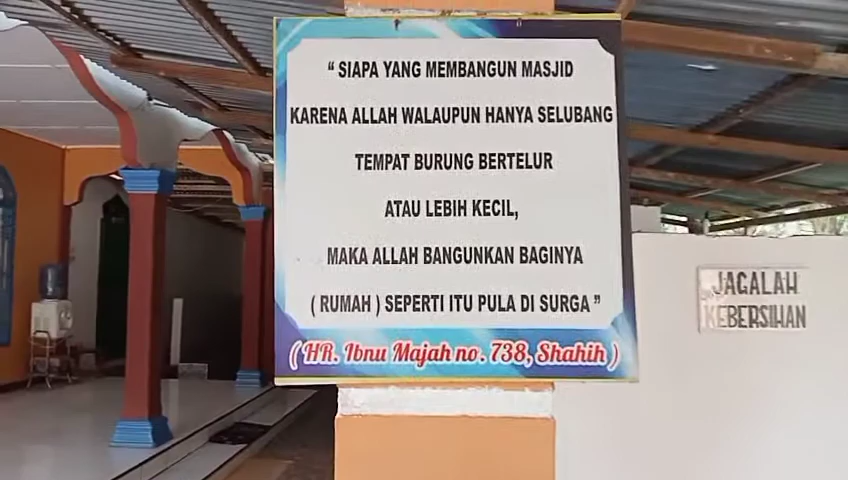 “ SIAPA YANG MEMBANGUN MASJID
KARENA ALLAH WALAUPUN HANYA SELUBANG
TEMPAT BURUNG BERTELUR
ATAU LEBIH KECIL,
MAKA ALLAH BANGUNKAN BAGINYA
( RUMAH ) SEPERTI ITU PULA DI SURGA ”
( HR. Ibnu Majah no. 738, Shahih )
JAGALAH
KEBERSIHAN